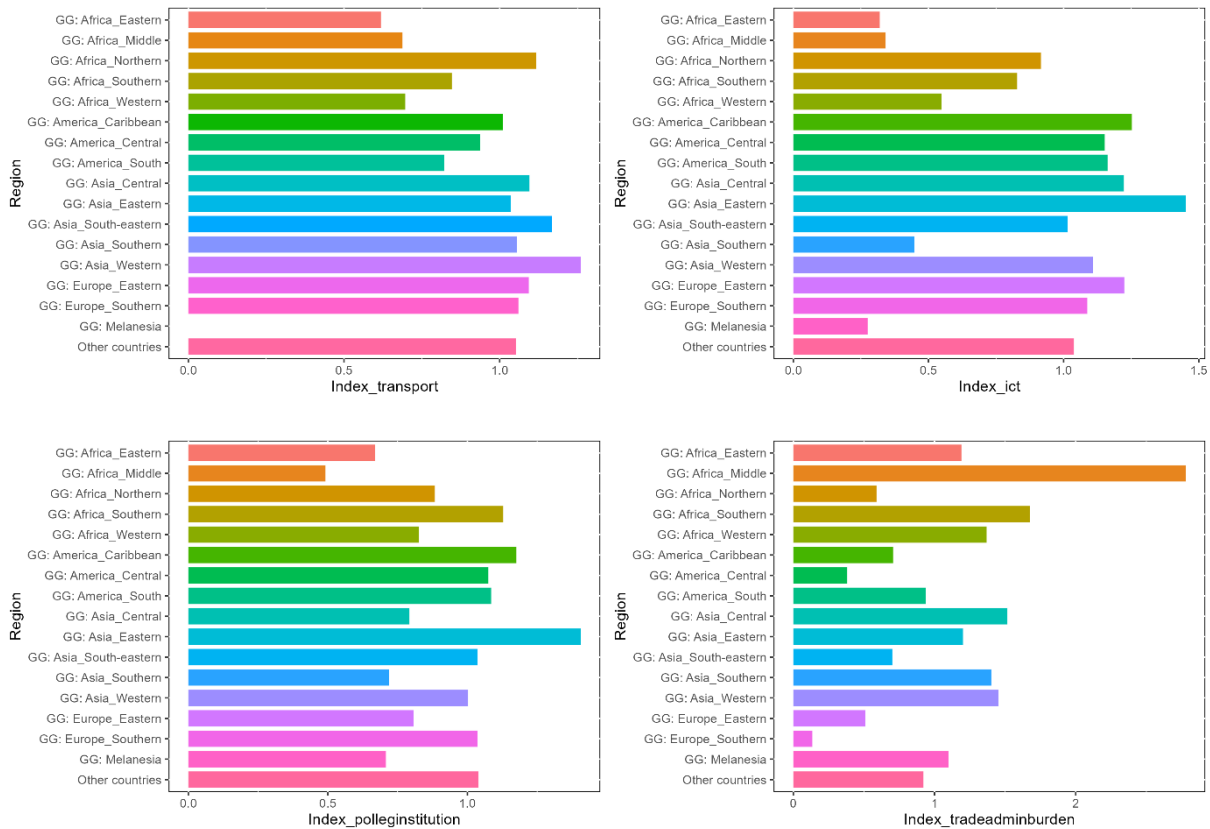 GG: Africa_Eastern
GG: Africa_Middle
GG: Africa_Northern
GG: Africa_Southern
GG: Africa_Western
GG: America_Caribbean
GG: America_Central
GG: America_South
GG: Asia_Central
GG: Asia_Eastern
GG: Asia_South-eastern
GG: Asia_Southern
GG: Asia_Western
GG: Europe_Eastern
GG: Europe_Southern
GG: Melanesia
Other countries
Region
0.0 0.5 1.0
Index_transport
GG: Africa_Eastern
GG: Africa_Middle
GG: Africa_Northern
GG: Africa_Southern
GG: Africa_Western
GG: America_Caribbean
GG: America_Central
GG: America_South
GG: Asia_Central
GG: Asia_Eastern
GG: Asia_South-eastern
GG: Asia_Southern
GG: Asia_Western
GG: Europe_Eastern
GG: Europe_Southern
GG: Melanesia
Other countries
Region
0.0 0.5 1.0 1.5
Index_ict
GG: Africa_Eastern
GG: Africa_Middle
GG: Africa_Northern
GG: Africa_Southern
GG: Africa_Western
GG: America_Caribbean
GG: America_Central
GG: America_South
GG: Asia_Central
GG: Asia_Eastern
GG: Asia_South-eastern
GG: Asia_Southern
GG: Asia_Western
GG: Europe_Eastern
GG: Europe_Southern
GG: Melanesia
Other countries
Region
0.0 0.5 1.0
Index_polleginstitution
GG: Africa_Eastern
GG: Africa_Middle
GG: Africa_Northern
GG: Africa_Southern
GG: Africa_Western
GG: America_Caribbean
GG: America_Central
GG: America_South
GG: Asia_Central
GG: Asia_Eastern
GG: Asia_South-eastern
GG: Asia_Southern
GG: Asia_Western
GG: Europe_Eastern
GG: Europe_Southern
GG: Melanesia
Other countries
Region
0 1 2
Index_tradeadminburden